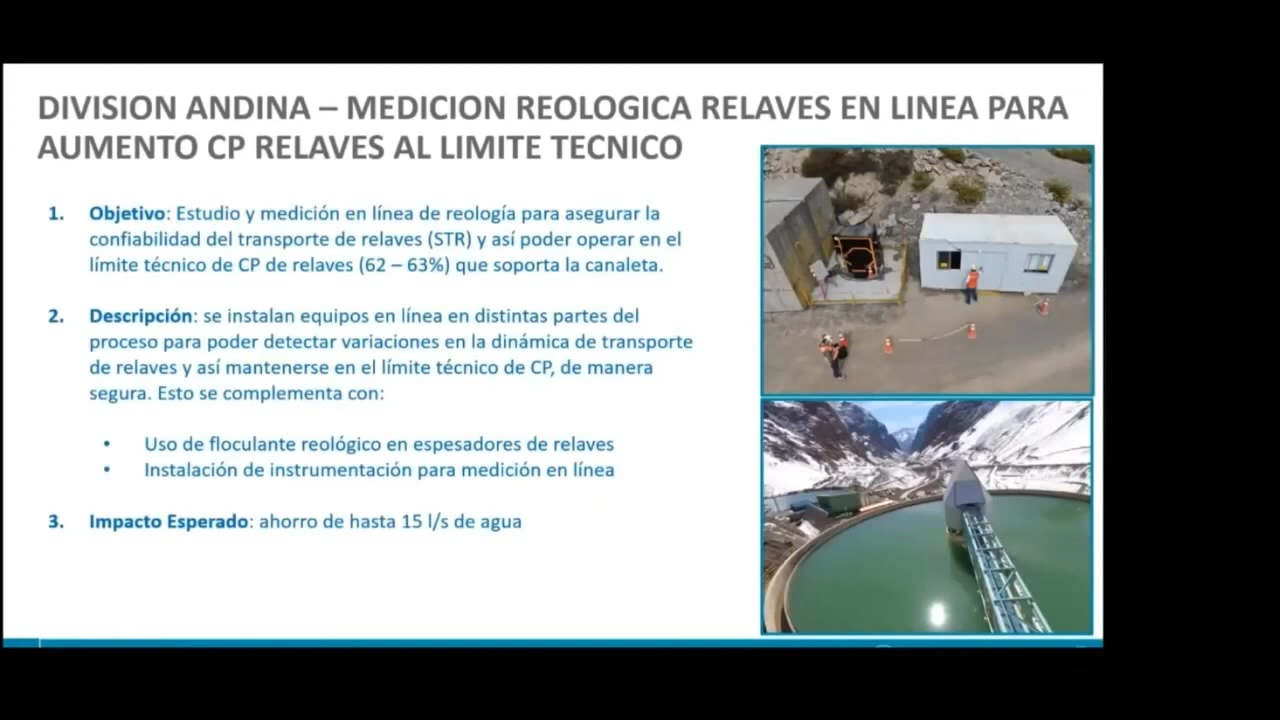 DIVISION ANDINA – MEDICION REOLOGICA RELAVES EN LINEA PARA
AUMENTO CP RELAVES AL LIMITE TECNICO
1. Objetivo: Estudio y medición en línea de reología para asegurar la
confiabilidad del transporte de relaves (STR) y así poder operar en el
límite técnico de CP de relaves (62 – 63%) que soporta la canaleta.
2. Descripción: se instalan equipos en línea en distintas partes del
proceso para poder detectar variaciones en la dinámica de transporte
de relaves y así mantenerse en el límite técnico de CP, de manera
segura. Esto se complementa con:
• Uso de floculante reológico en espesadores de relaves
• Instalación de instrumentación para medición en línea
3. Impacto Esperado: ahorro de hasta 15 l/s de agua